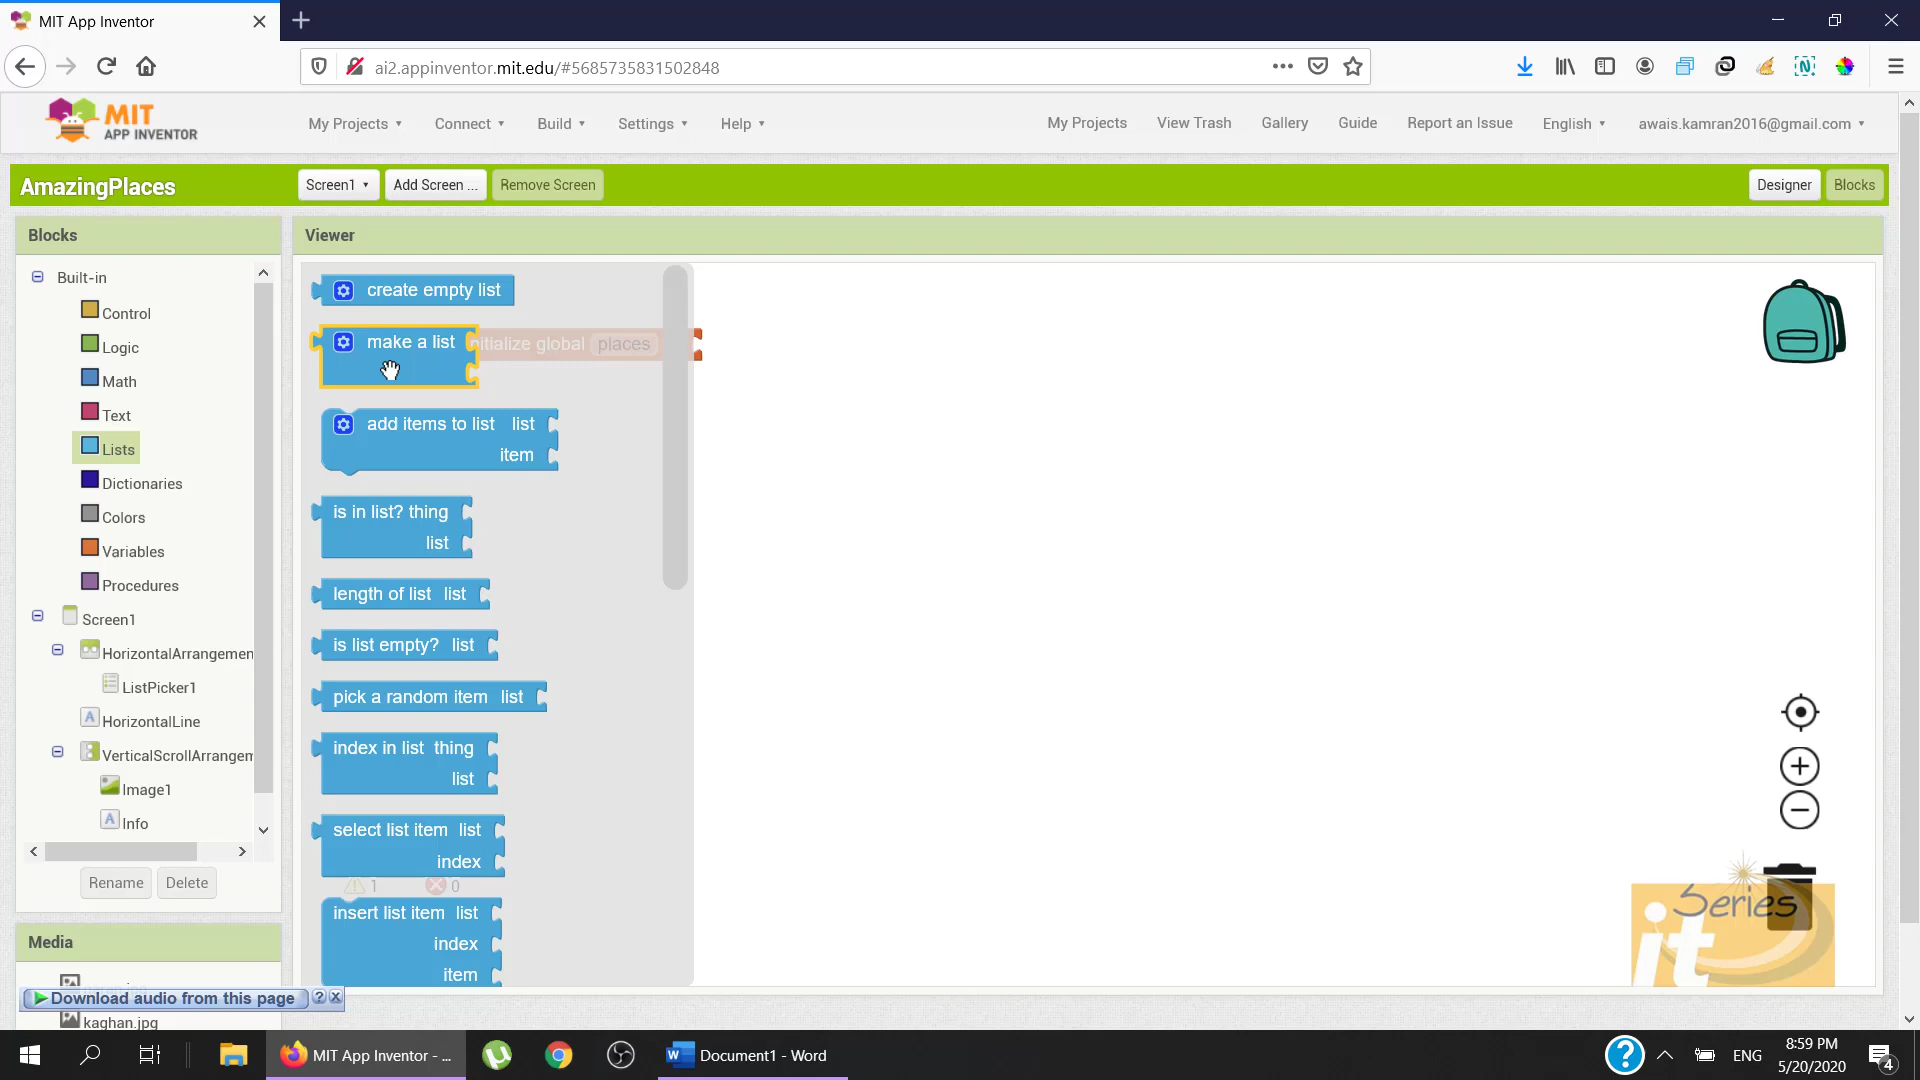 MIT App Inventor
ai2.appinventor.mit.edu/#5685735831502848
MIT
APP INVENTOR
My Projects
Connect
Build
Settings
Help
My Projects
View Trash
Gallery
Guide
Report an Issue
English
awais.kamran2016@gmail.com
AmazingPlaces
Screen1
Add Screen ...
Remove Screen
Designer
Blocks
Blocks
Viewer
Built-in
Control
Logic
Math
Text
Lists
Dictionaries
Colors
Variables
Procedures
Screen1
HorizontalArrangemen
ListPicker1
HorizontalLine
VerticalScrollArrangem
Image1
Info
Rename
Delete
Media
kaghan.jpg
Download audio from this page
create empty list
make a list
nitialize global places
add items to list list
item
is in list? thing
list
length of list list
is list empty? list
pick a random item list
index in list thing
list
select list item list
index
1
0
insert list item list
index
item
Series
it
MIT App Inventor - ...
Document1 - Word
ENG
8:59 PM
5/20/2020
4